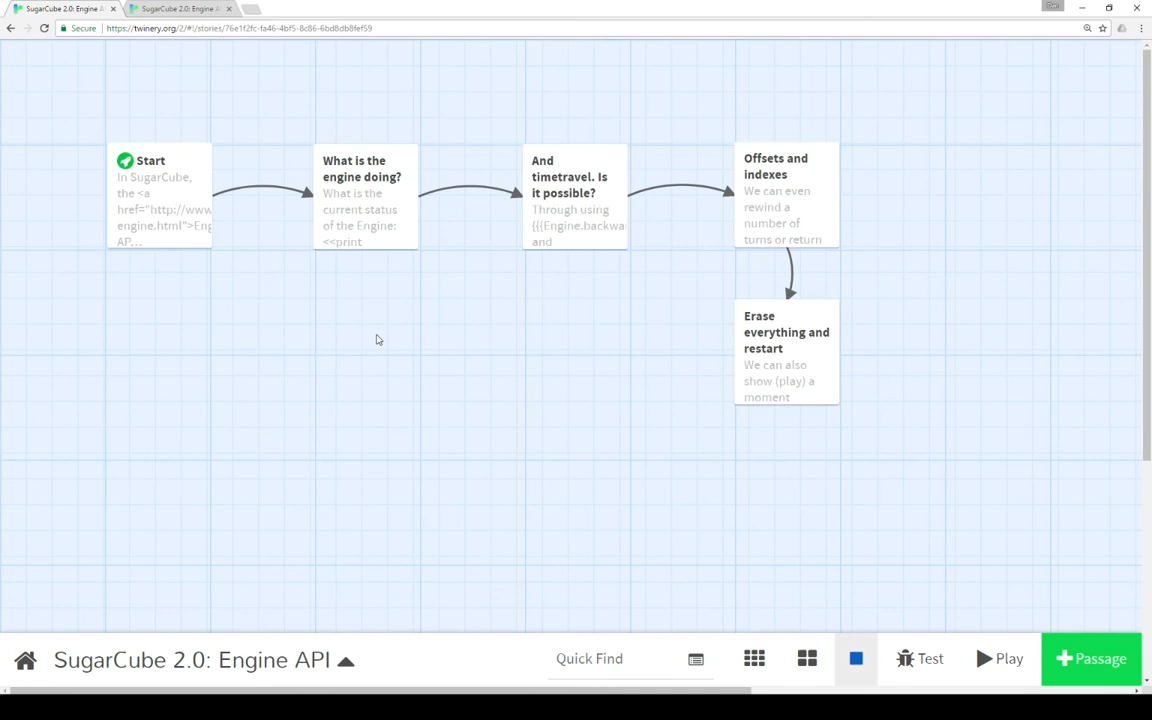 SugarCube 2.0: Engine A
SugarCube 2.0: Engine AP
Secure
https://twinery.org/2/#!/stories/76e1f2fc-fa46-4bf5-8c86-6bd8db8fef59
Start
In SugarCube,
the <a
href="http://www
engine.html">Eng
AP...
What is the
engine doing?
What is the
current status
of the Engine:
<<print
And
timetravel. Is
it possible?
Through using
{{{Engine.backwa
and
Offsets and
indexes
We can even
rewind a
number of
turns or return
Erase
everything and
restart
We can also
show (play) a
moment
SugarCube 2.0: Engine API
Quick Find
Test
Play
Passage